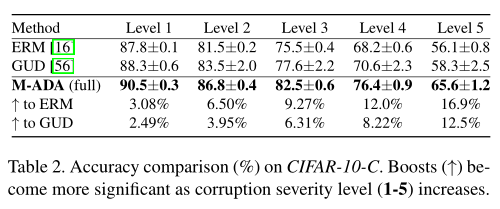 Method Level 1 Level 2 Level 3 Level 4 Level 5
ERM [16] 87.8±0.1 81.5±0.2 75.5±0.4 68.2±0.6 56.1±0.8
GUD [56] 88.3±0.6 83.5±2.0 77.6±2.2 70.6±2.3 58.3±2.5
M-ADA (full) 90.5±0.3 86.8±0.4 82.5±0.6 76.4±0.9 65.6±1.2
↑ to ERM 3.08% 6.50% 9.27% 12.0% 16.9%
↑ to GUD 2.49% 3.95% 6.31% 8.22% 12.5%
Table 2. Accuracy comparison (%) on CIFAR-10-C. Boosts (↑) be-
come more significant as corruption severity level (1-5) increases.